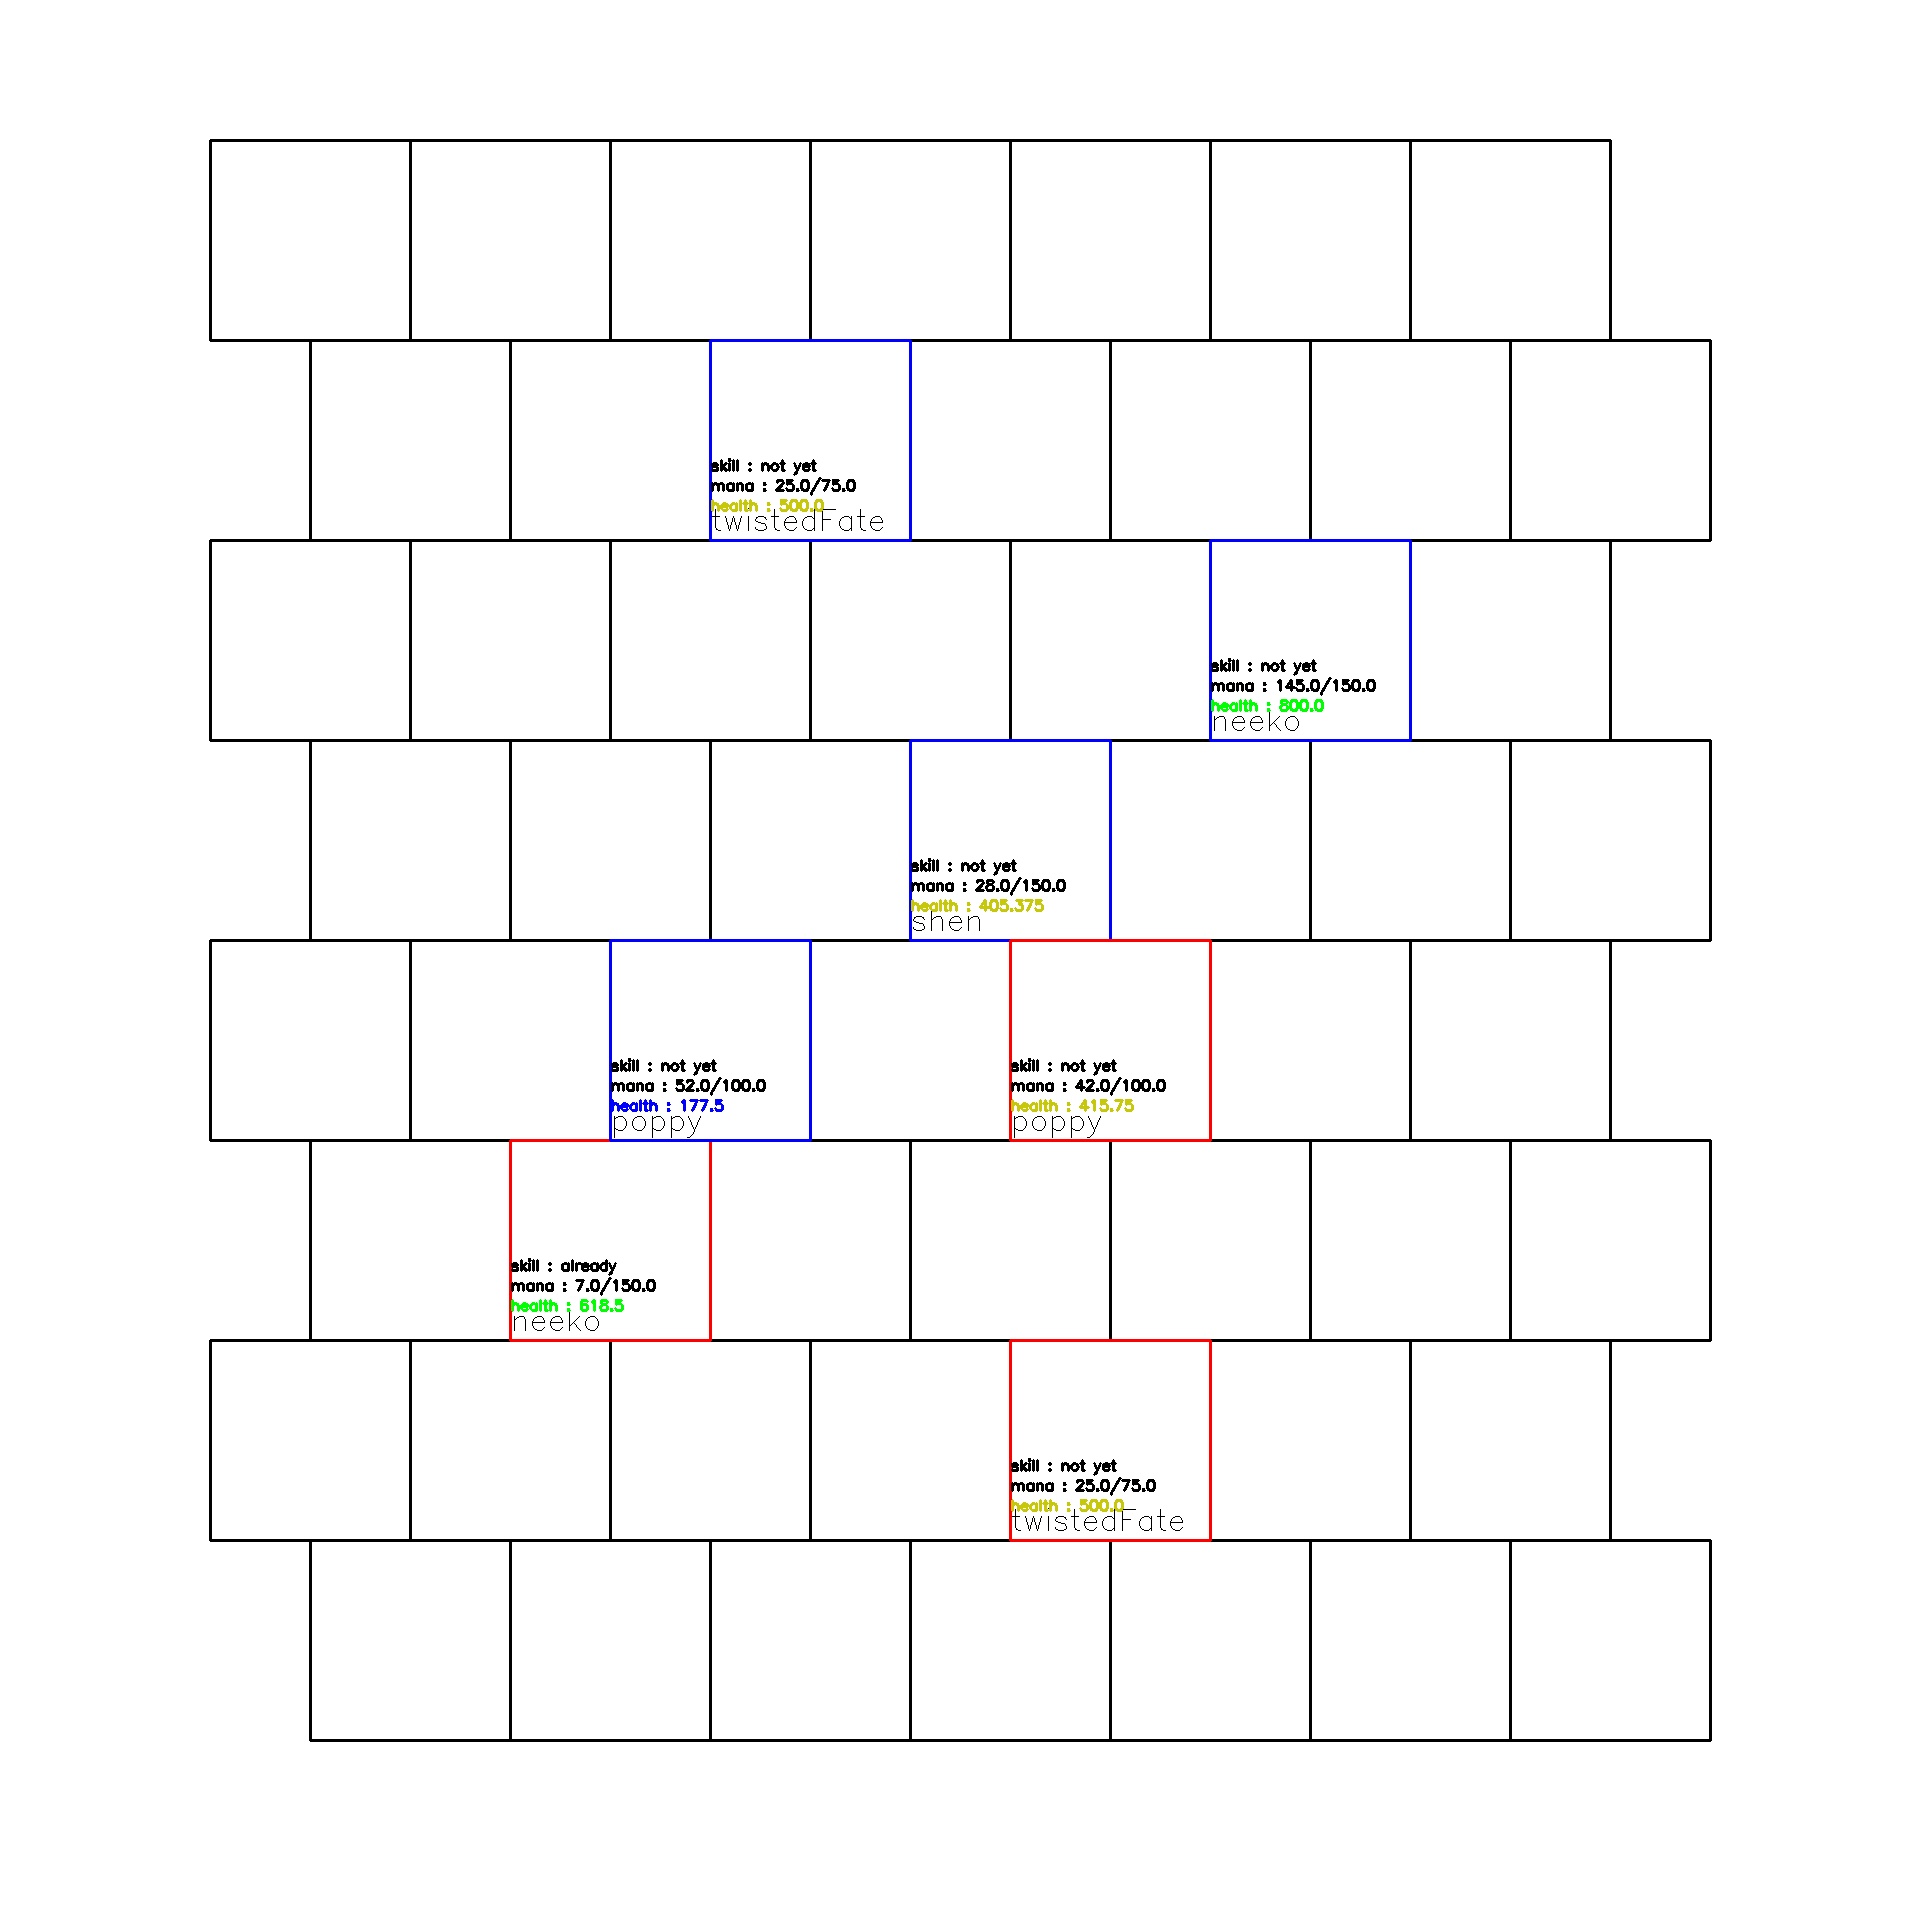 skill : not yet
mana : 25.0/75.0
health : 500.0
twistedFate
skill : not yet
mana : 145.0/150.0
health : 800.0
neeko
skill : not yet
mana : 28.0/150.0
health : 405.375
shen
skill : not yet
mana : 52.0/100.0
health : 177.5
poppy
skill : not yet
mana : 42.0/100.0
health : 415.75
poppy
skill : already
mana : 7.0/150.0
health : 618.5
neeko
skill : not yet
mana : 25.0/75.0
health : 500.0
twistedFate